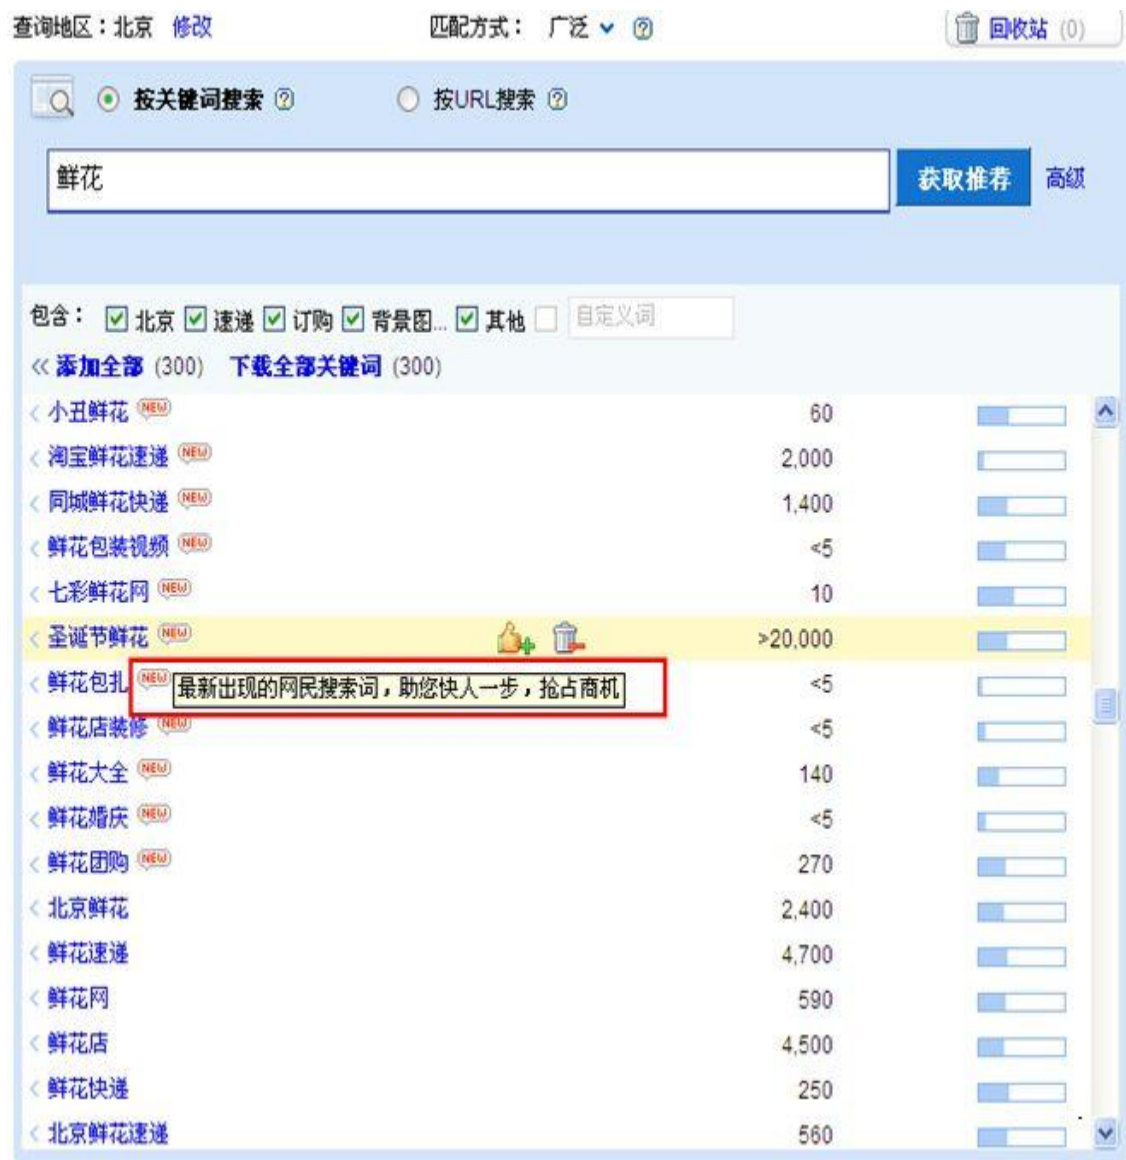 查询地区：北京 修改 匹配方式： 广泛 回收站 (0)
按关键词搜索 按URL搜索
鲜花 获取推荐 高级
包含： 北京 速递 订购 背景图... 其他 自定义词
« 添加全部 (300) 下载全部关键词 (300)
小丑鲜花 NEW 60
淘宝鲜花速递 NEW 2,000
同城鲜花快递 NEW 1,400
鲜花包装视频 NEW <5
七彩鲜花网 NEW 10
圣诞节鲜花 NEW >20,000
鲜花包扎 NEW 最新出现的网民搜索词，助您快人一步，抢占商机 <5
鲜花店装修 NEW <5
鲜花大全 NEW 140
鲜花婚庆 NEW <5
鲜花团购 NEW 270
北京鲜花 2,400
鲜花速递 4,700
鲜花网 590
鲜花店 4,500
鲜花快递 250
北京鲜花速递 560